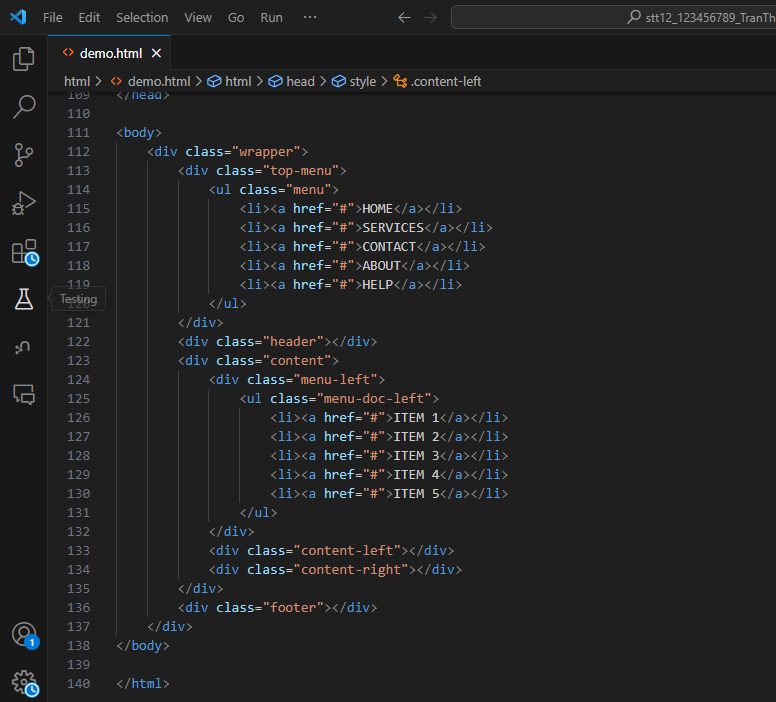 File Edit Selection View Go Run ···
stt12_123456789_TranTh
demo.html
html > demo.html > html > head > style > .content-left
109 </head>
110
111 <body>
112 <div class="wrapper">
113 <div class="top-menu">
114 <ul class="menu">
115 <li><a href="#">HOME</a></li>
116 <li><a href="#">SERVICES</a></li>
117 <li><a href="#">CONTACT</a></li>
118 <li><a href="#">ABOUT</a></li>
119 <li><a href="#">HELP</a></li>
Testing
120 </ul>
121 </div>
122 <div class="header"></div>
123 <div class="content">
124 <div class="menu-left">
125 <ul class="menu-doc-left">
126 <li><a href="#">ITEM 1</a></li>
127 <li><a href="#">ITEM 2</a></li>
128 <li><a href="#">ITEM 3</a></li>
129 <li><a href="#">ITEM 4</a></li>
130 <li><a href="#">ITEM 5</a></li>
131 </ul>
132 </div>
133 <div class="content-left"></div>
134 <div class="content-right"></div>
135 </div>
136 <div class="footer"></div>
137 </div>
1
138 </body>
139
140 </html>